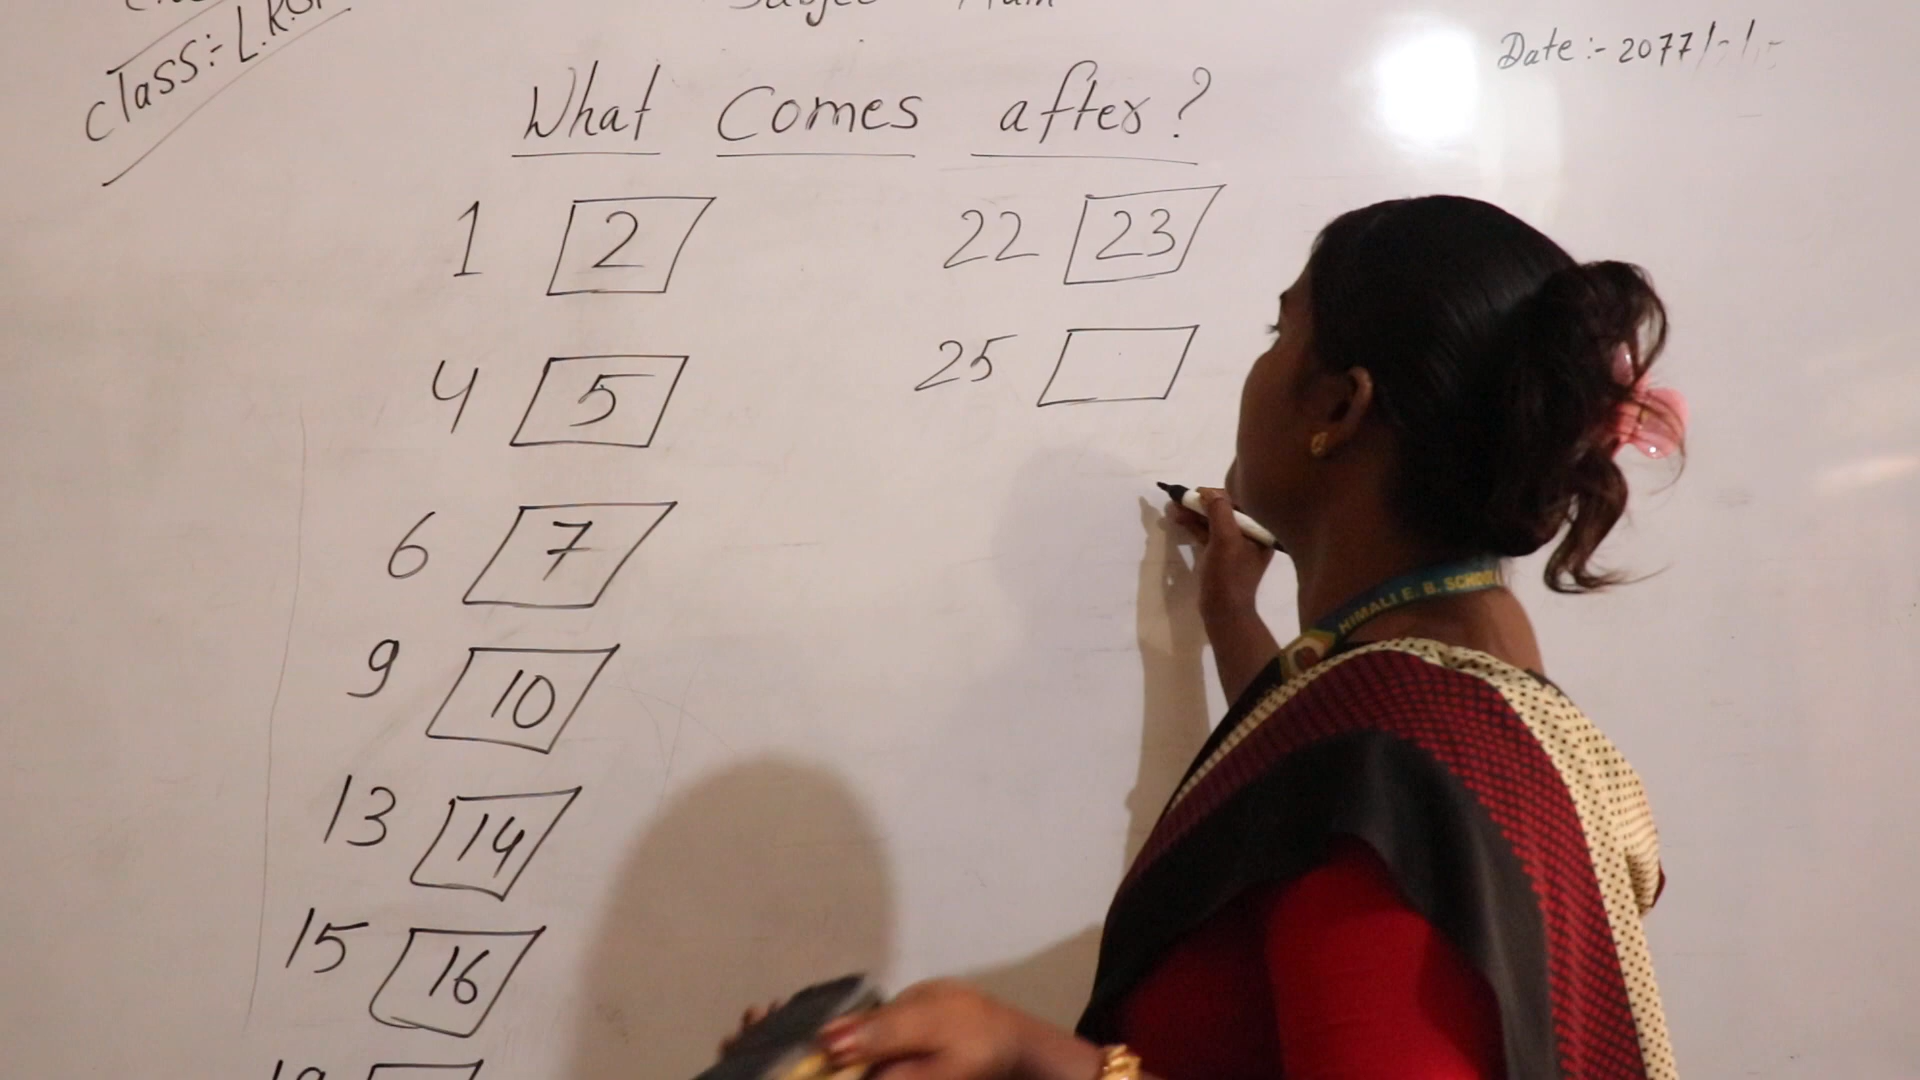 Class:- L.K.G
Date :- 2077/-/
What Comes after?
1 2
4 5
6 7
9 10
13 14
15 16
22 23
25
HIMALI E. B. SCHOOL